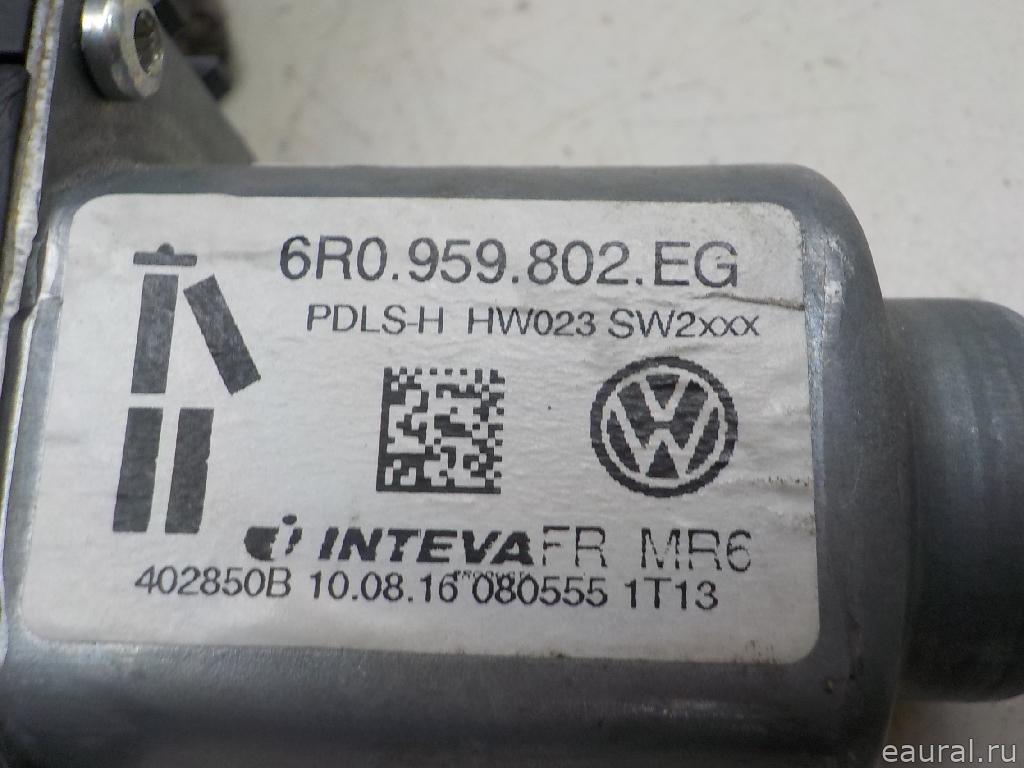 6R0.959.802.EG
PDLS-H HW023 SW2xxx
INTEVA FR MR6
402850B 10.08.16 080555 1T13
eaural.ru